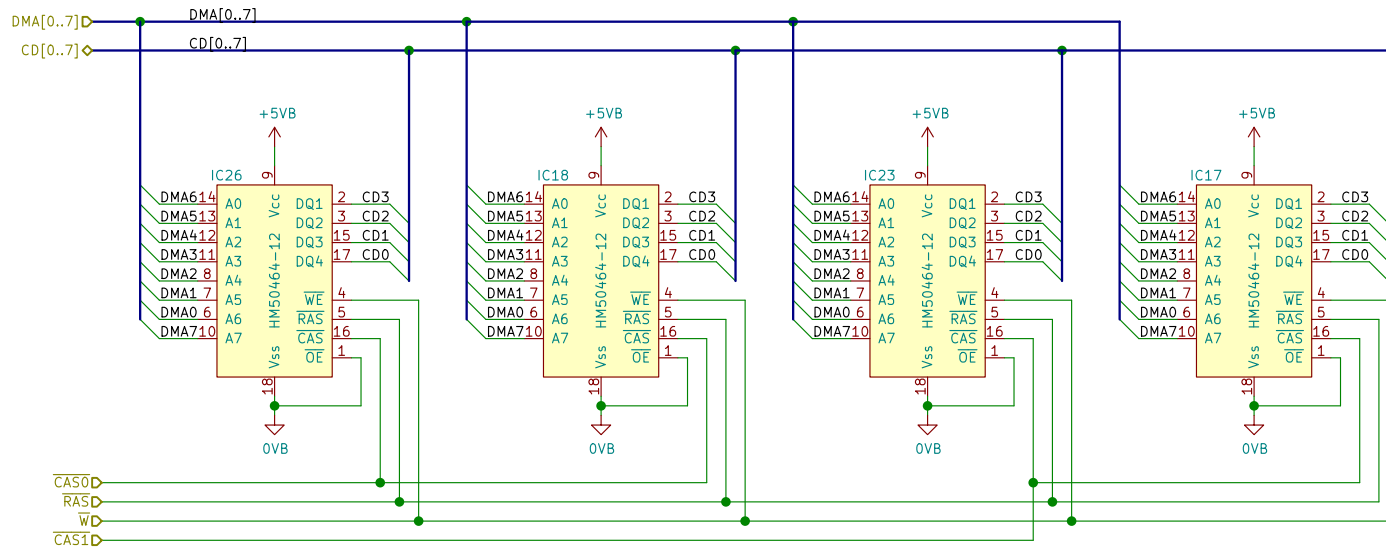 DMA[0..7]
DMA[0..7]
CD[0..7]
CD[0..7]
+5VB +5VB +5VB +5VB
IC26
9
DMA6 14 A0 Vcc DQ1 2 CD3
DMA5 13 A1 DQ2 3 CD2
DMA4 12 A2 DQ3 15 CD1
DMA3 11 A3 DQ4 17 CD0
DMA2 8 A4
DMA1 7 A5 WE 4
DMA0 6 A6 RAS 5
DMA7 10 A7 CAS 16
OE 1
HM50464-12
Vss
18
0VB
IC18
9
DMA6 14 A0 Vcc DQ1 2 CD3
DMA5 13 A1 DQ2 3 CD2
DMA4 12 A2 DQ3 15 CD1
DMA3 11 A3 DQ4 17 CD0
DMA2 8 A4
DMA1 7 A5 WE 4
DMA0 6 A6 RAS 5
DMA7 10 A7 CAS 16
OE 1
HM50464-12
Vss
18
0VB
IC23
9
DMA6 14 A0 Vcc DQ1 2 CD3
DMA5 13 A1 DQ2 3 CD2
DMA4 12 A2 DQ3 15 CD1
DMA3 11 A3 DQ4 17 CD0
DMA2 8 A4
DMA1 7 A5 WE 4
DMA0 6 A6 RAS 5
DMA7 10 A7 CAS 16
OE 1
HM50464-12
Vss
18
0VB
IC17
9
DMA6 14 A0 Vcc DQ1 2 CD3
DMA5 13 A1 DQ2 3 CD2
DMA4 12 A2 DQ3 15 CD1
DMA3 11 A3 DQ4 17 CD0
DMA2 8 A4
DMA1 7 A5 WE 4
DMA0 6 A6 RAS 5
DMA7 10 A7 CAS 16
OE 1
HM50464-12
Vss
18
0VB
CAS0
RAS
W
CAS1